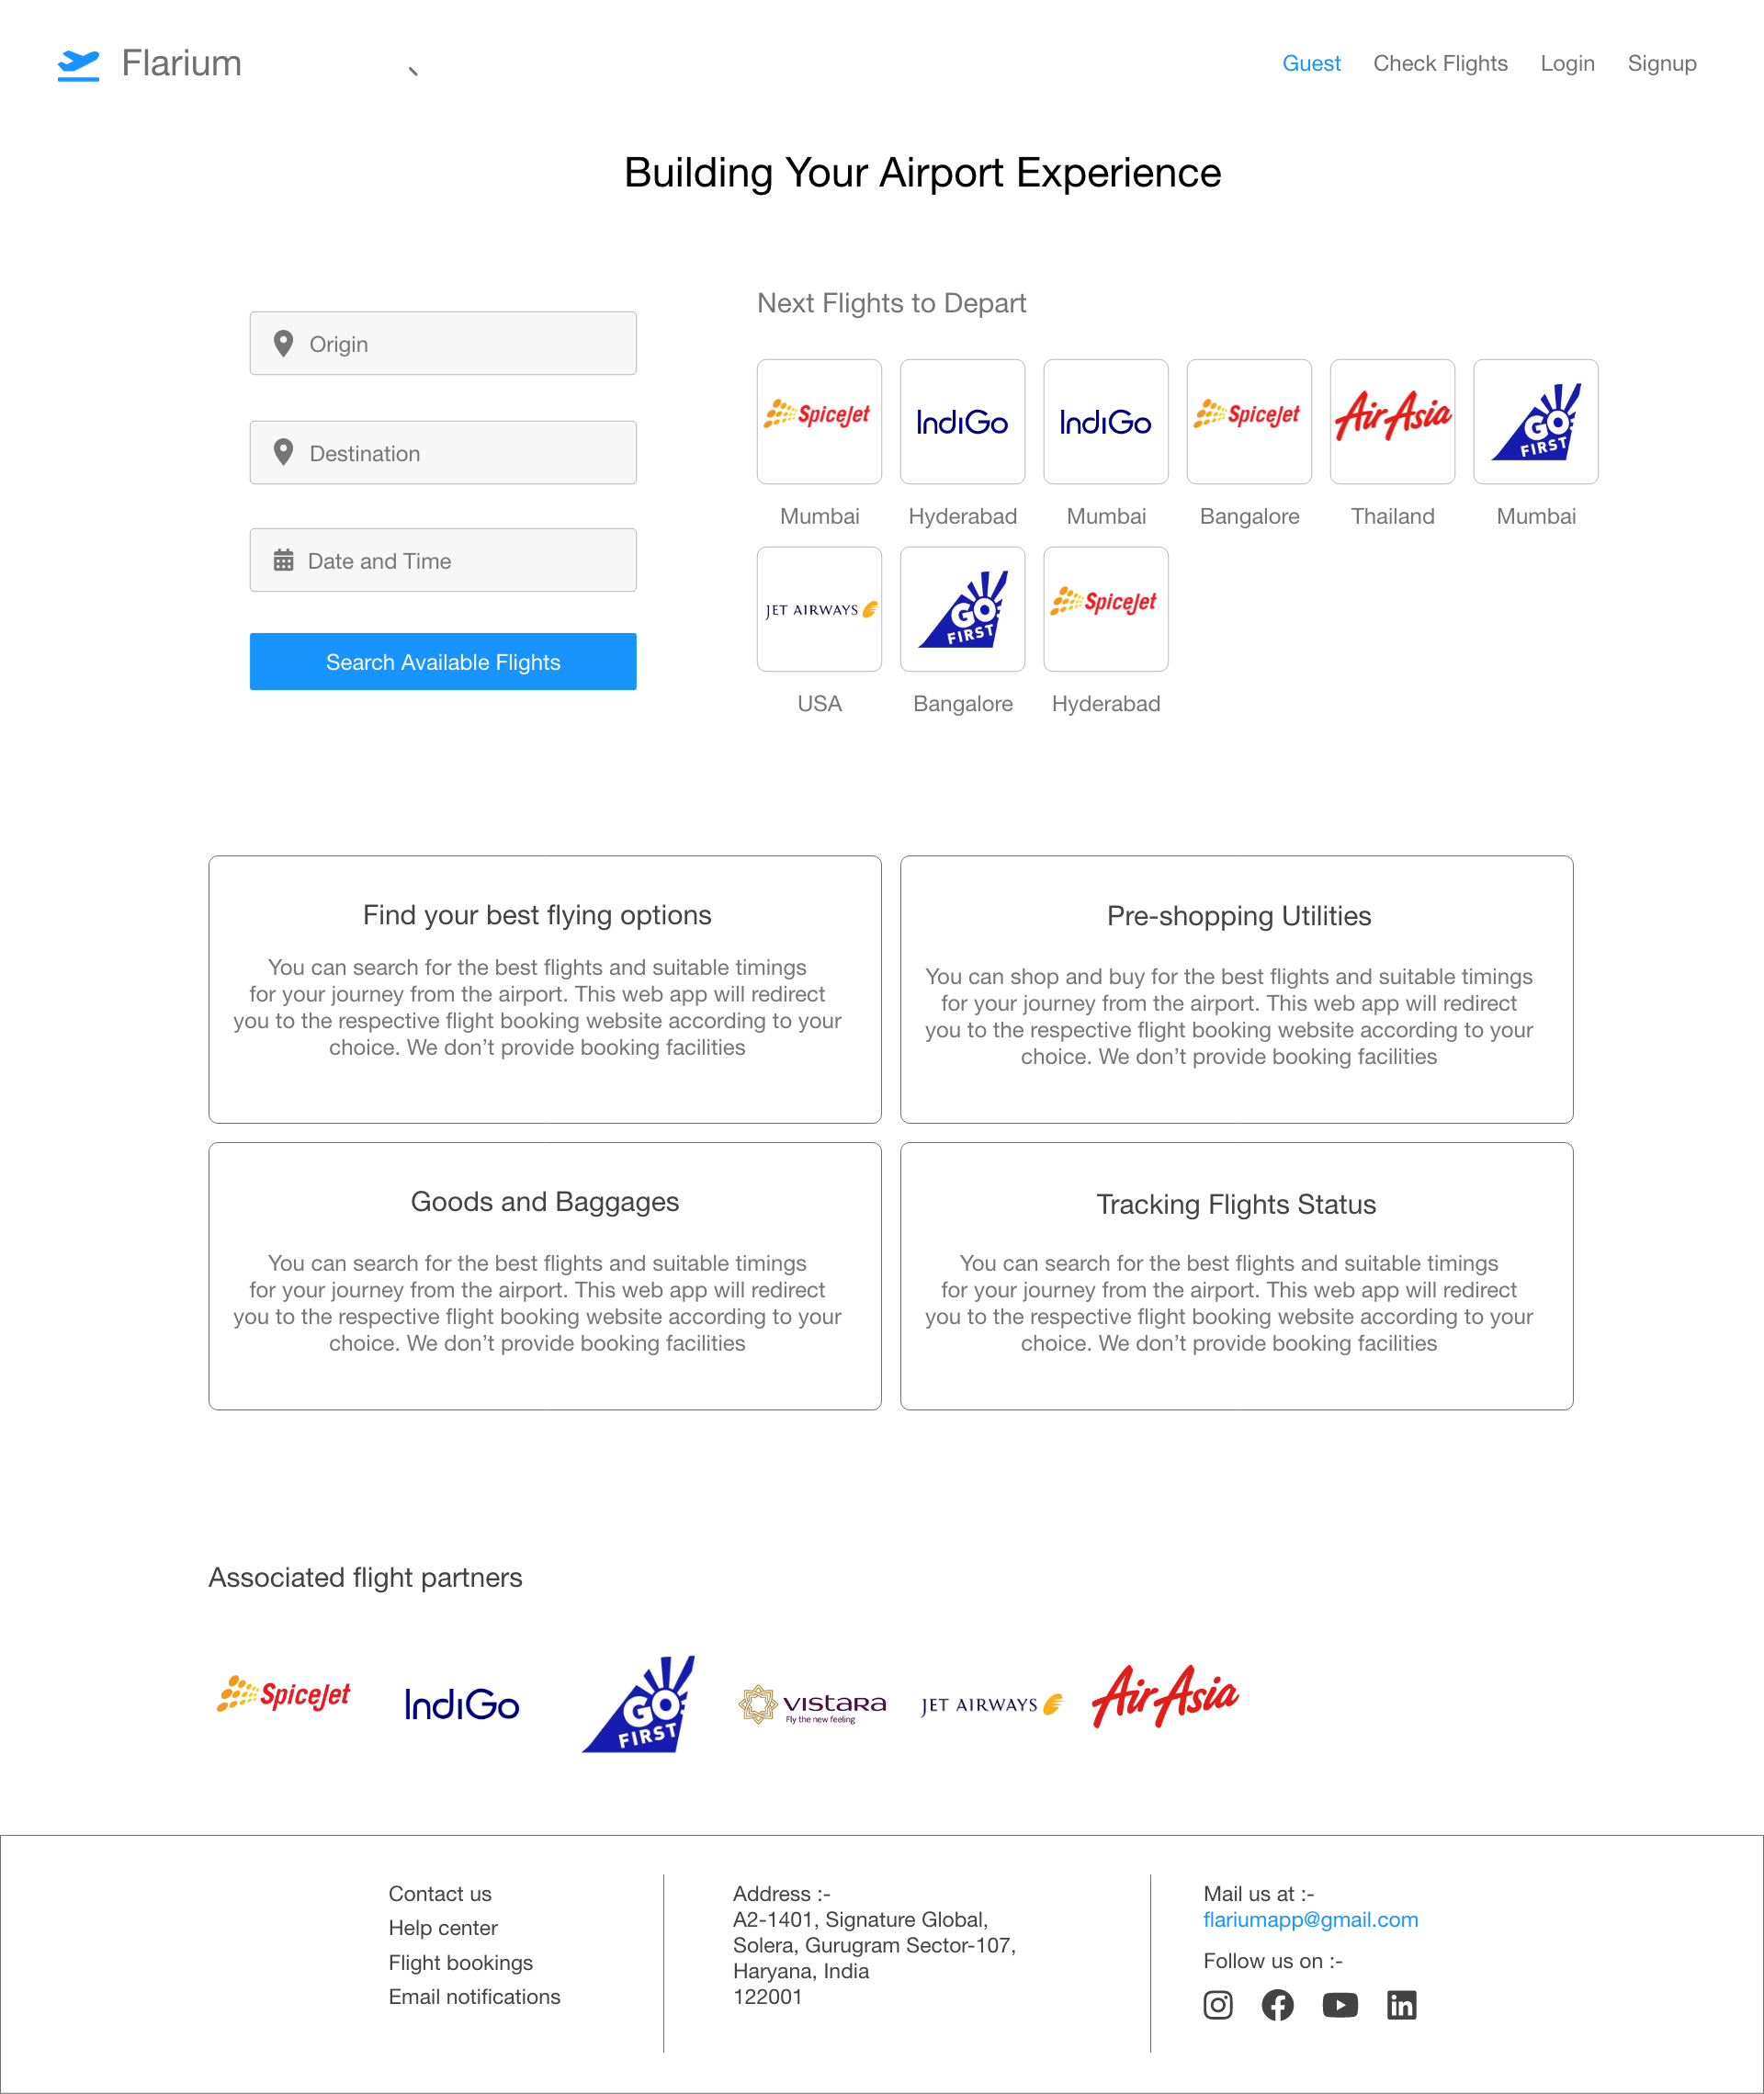 Flarium
Guest Check Flights Login Signup
Building Your Airport Experience
Origin
Destination
Date and Time
Search Available Flights
Next Flights to Depart
SpiceJet IndiGo IndiGo SpiceJet AirAsia GO FIRST
Mumbai Hyderabad Mumbai Bangalore Thailand Mumbai
JET AIRWAYS GO FIRST SpiceJet
USA Bangalore Hyderabad
Find your best flying options
You can search for the best flights and suitable timings
for your journey from the airport. This web app will redirect
you to the respective flight booking website according to your
choice. We don’t provide booking facilities
Pre-shopping Utilities
You can shop and buy for the best flights and suitable timings
for your journey from the airport. This web app will redirect
you to the respective flight booking website according to your
choice. We don’t provide booking facilities
Goods and Baggages
You can search for the best flights and suitable timings
for your journey from the airport. This web app will redirect
you to the respective flight booking website according to your
choice. We don’t provide booking facilities
Tracking Flights Status
You can search for the best flights and suitable timings
for your journey from the airport. This web app will redirect
you to the respective flight booking website according to your
choice. We don’t provide booking facilities
Associated flight partners
SpiceJet IndiGo GO FIRST VISTARA Fly the new feeling JET AIRWAYS AirAsia
Contact us
Help center
Flight bookings
Email notifications
Address :-
A2-1401, Signature Global,
Solera, Gurugram Sector-107,
Haryana, India
122001
Mail us at :-
flariumapp@gmail.com
Follow us on :-